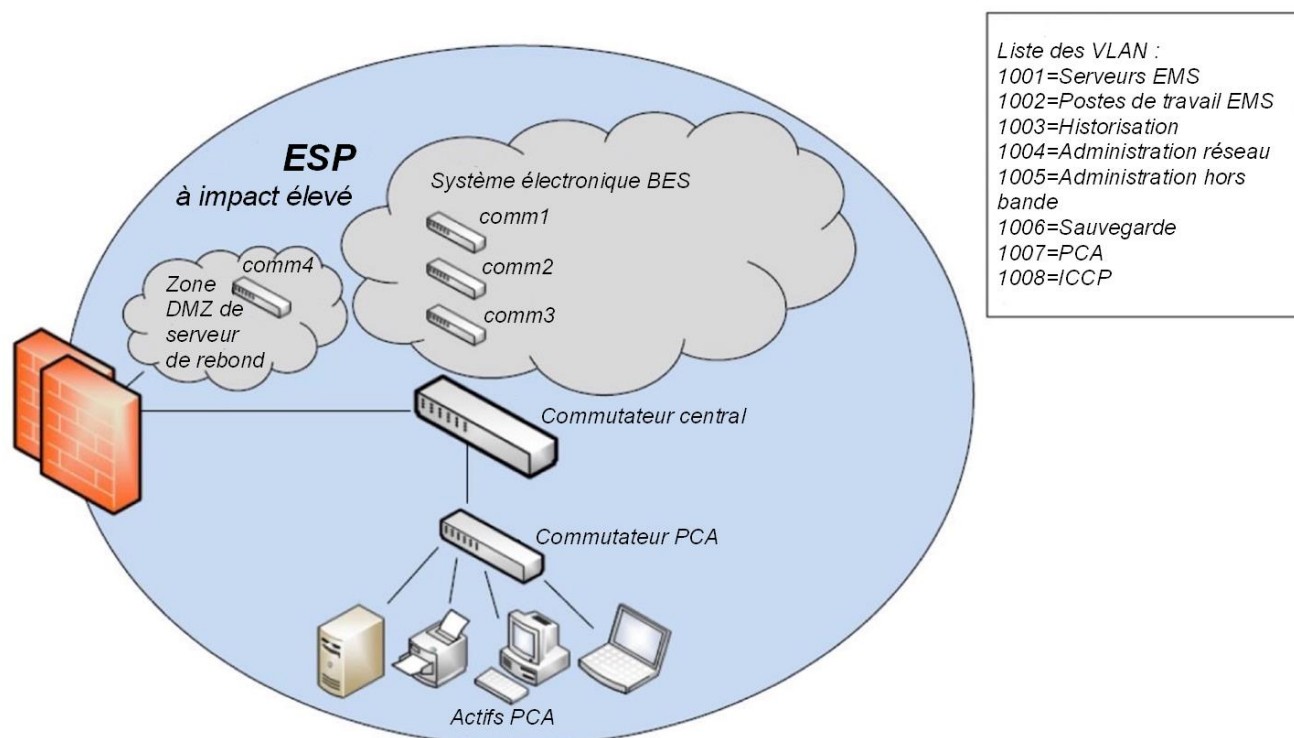 ESP
à impact élevé
Système électronique BES
comm1
comm2
comm3
comm4
Zone
DMZ de
serveur
de rebond
Commutateur central
Commutateur PCA
Actifs PCA
Liste des VLAN :
1001=Serveurs EMS
1002=Postes de travail EMS
1003=Historisation
1004=Administration réseau
1005=Administration hors
bande
1006=Sauvegarde
1007=PCA
1008=ICCP